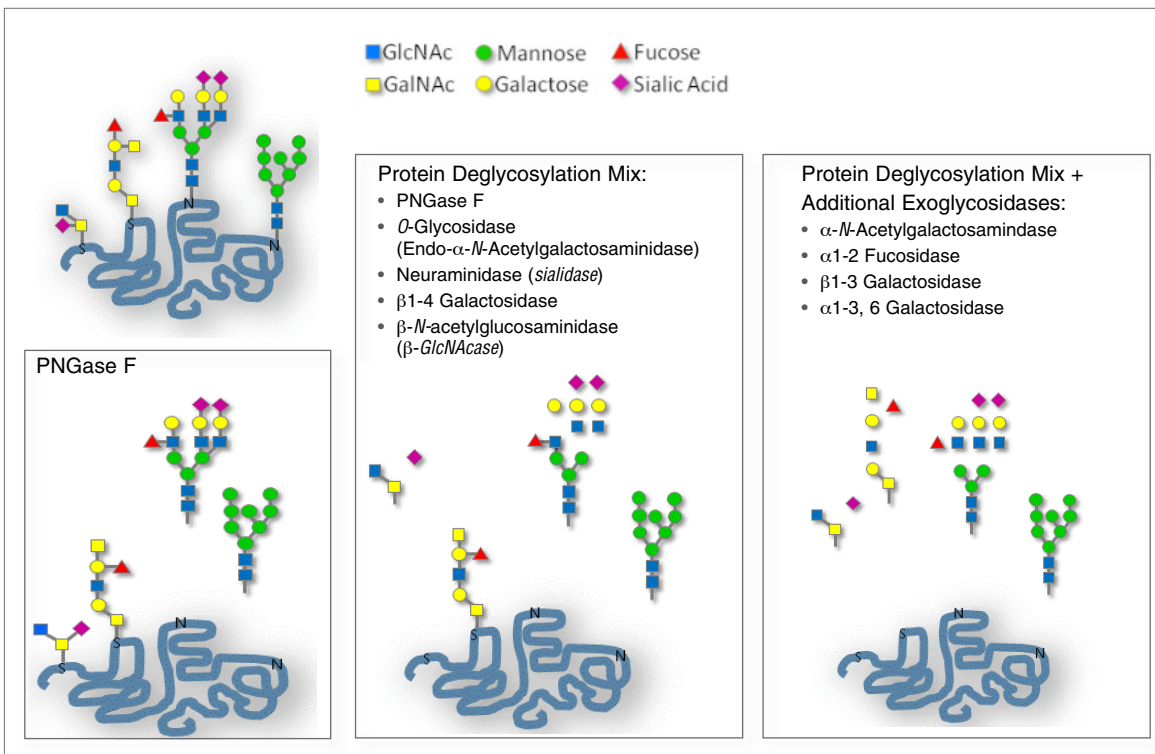 GlcNAc Mannose Fucose
GalNAc Galactose Sialic Acid
S
S
N
N
PNGase F
S
S
N
N
Protein Deglycosylation Mix:
• PNGase F
• O-Glycosidase
(Endo-α-N-Acetylgalactosaminidase)
• Neuraminidase (sialidase)
• β1-4 Galactosidase
• β-N-acetylglucosaminidase
(β-GlcNAcase)
S
S
N
N
Protein Deglycosylation Mix +
Additional Exoglycosidases:
• α-N-Acetylgalactosamindase
• α1-2 Fucosidase
• β1-3 Galactosidase
• α1-3, 6 Galactosidase
S
S
N
N